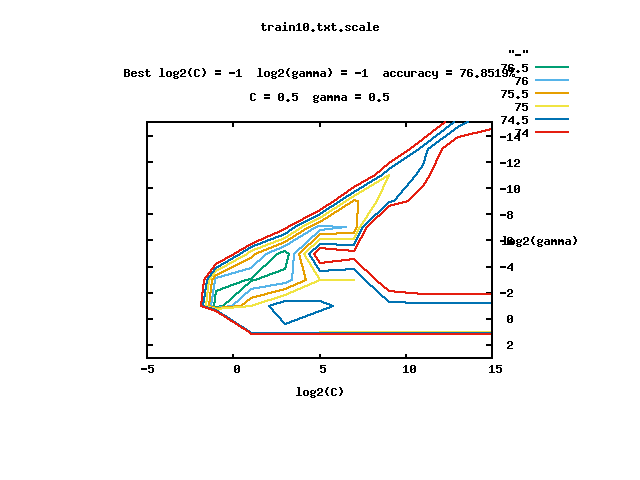 train10.txt.scale
"-"
Best log2(C) = -1  log2(gamma) = -1  accuracy = 76.8519%
76.5
76
C = 0.5  gamma = 0.5
75.5
75
74.5
74
-14
-12
-10
-8
-6
log2(gamma)
-4
-2
0
2
-5 0 5 10 15
log2(C)